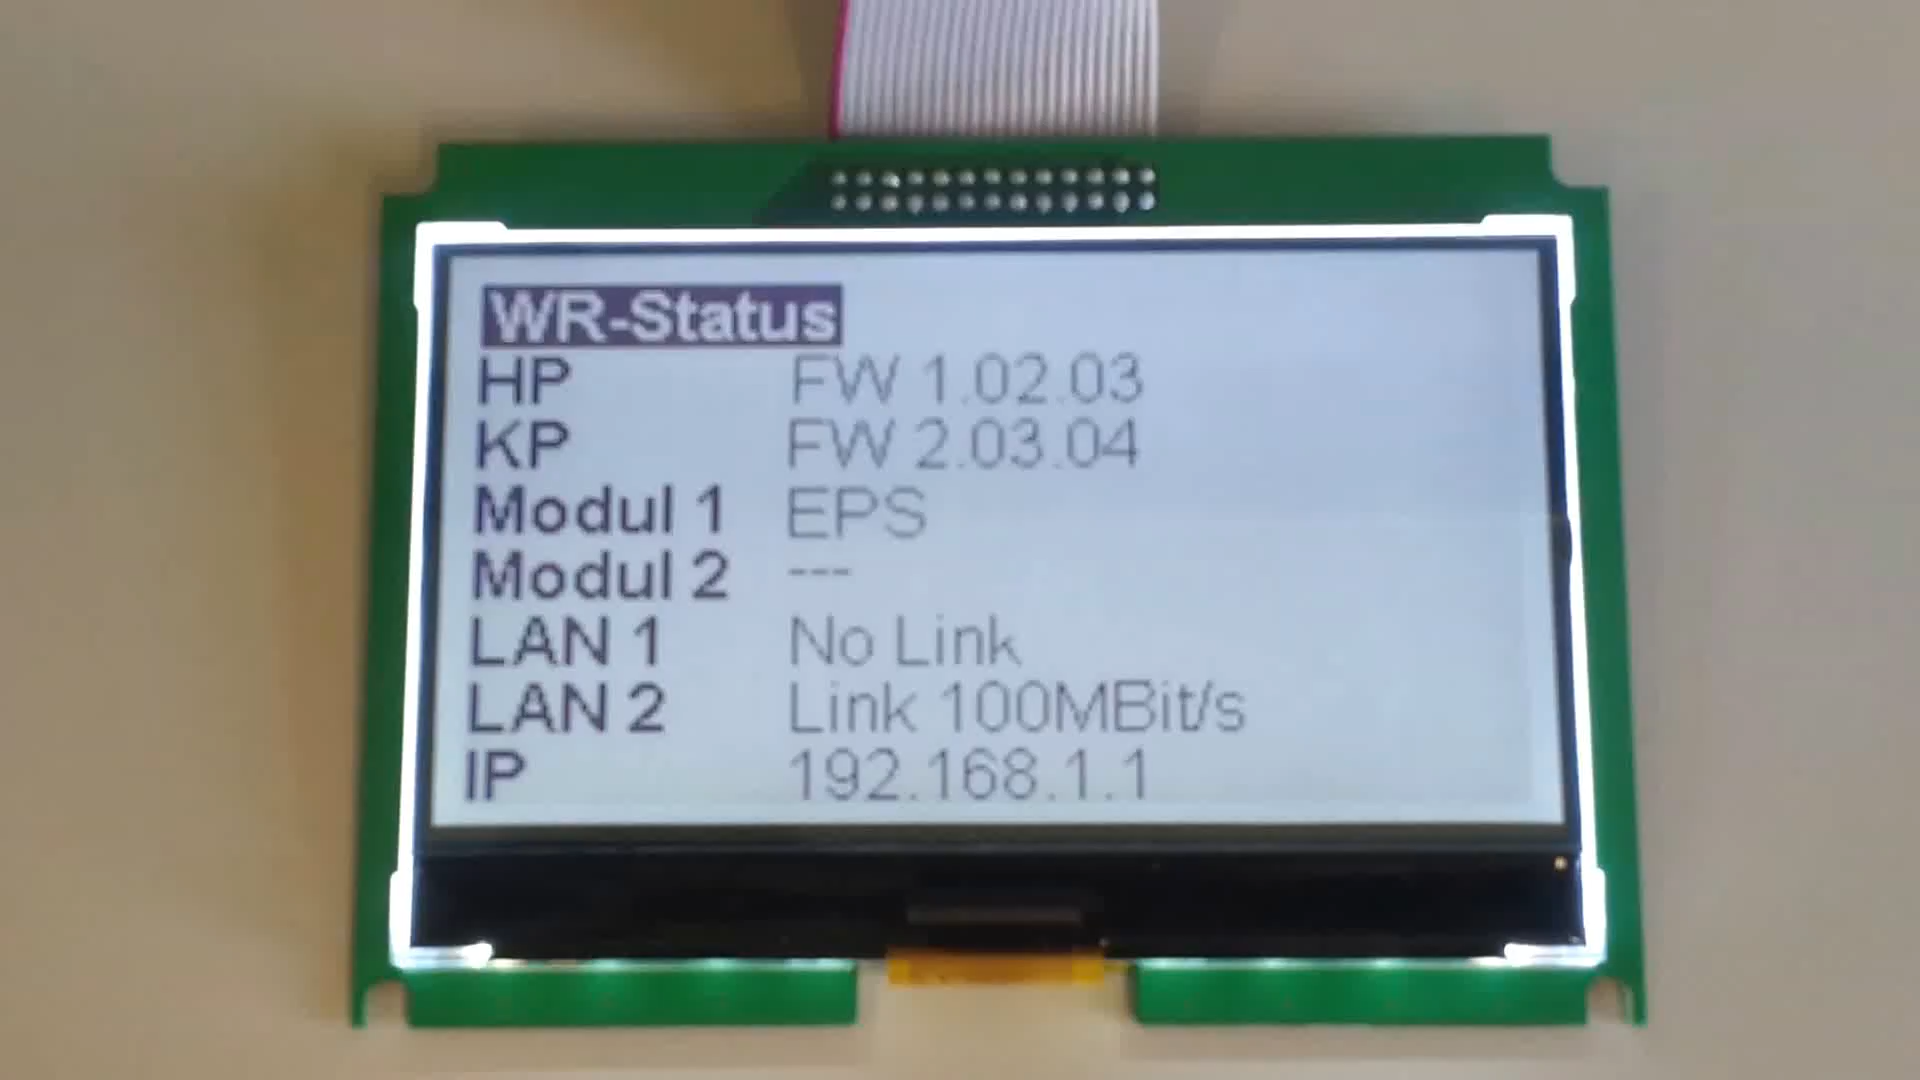 WR-Status
HP FW 1.02.03
KP FW 2.03.04
Modul 1 EPS
Modul 2 ---
LAN 1 No Link
LAN 2 Link 100MBit/s
IP 192.168.1.1